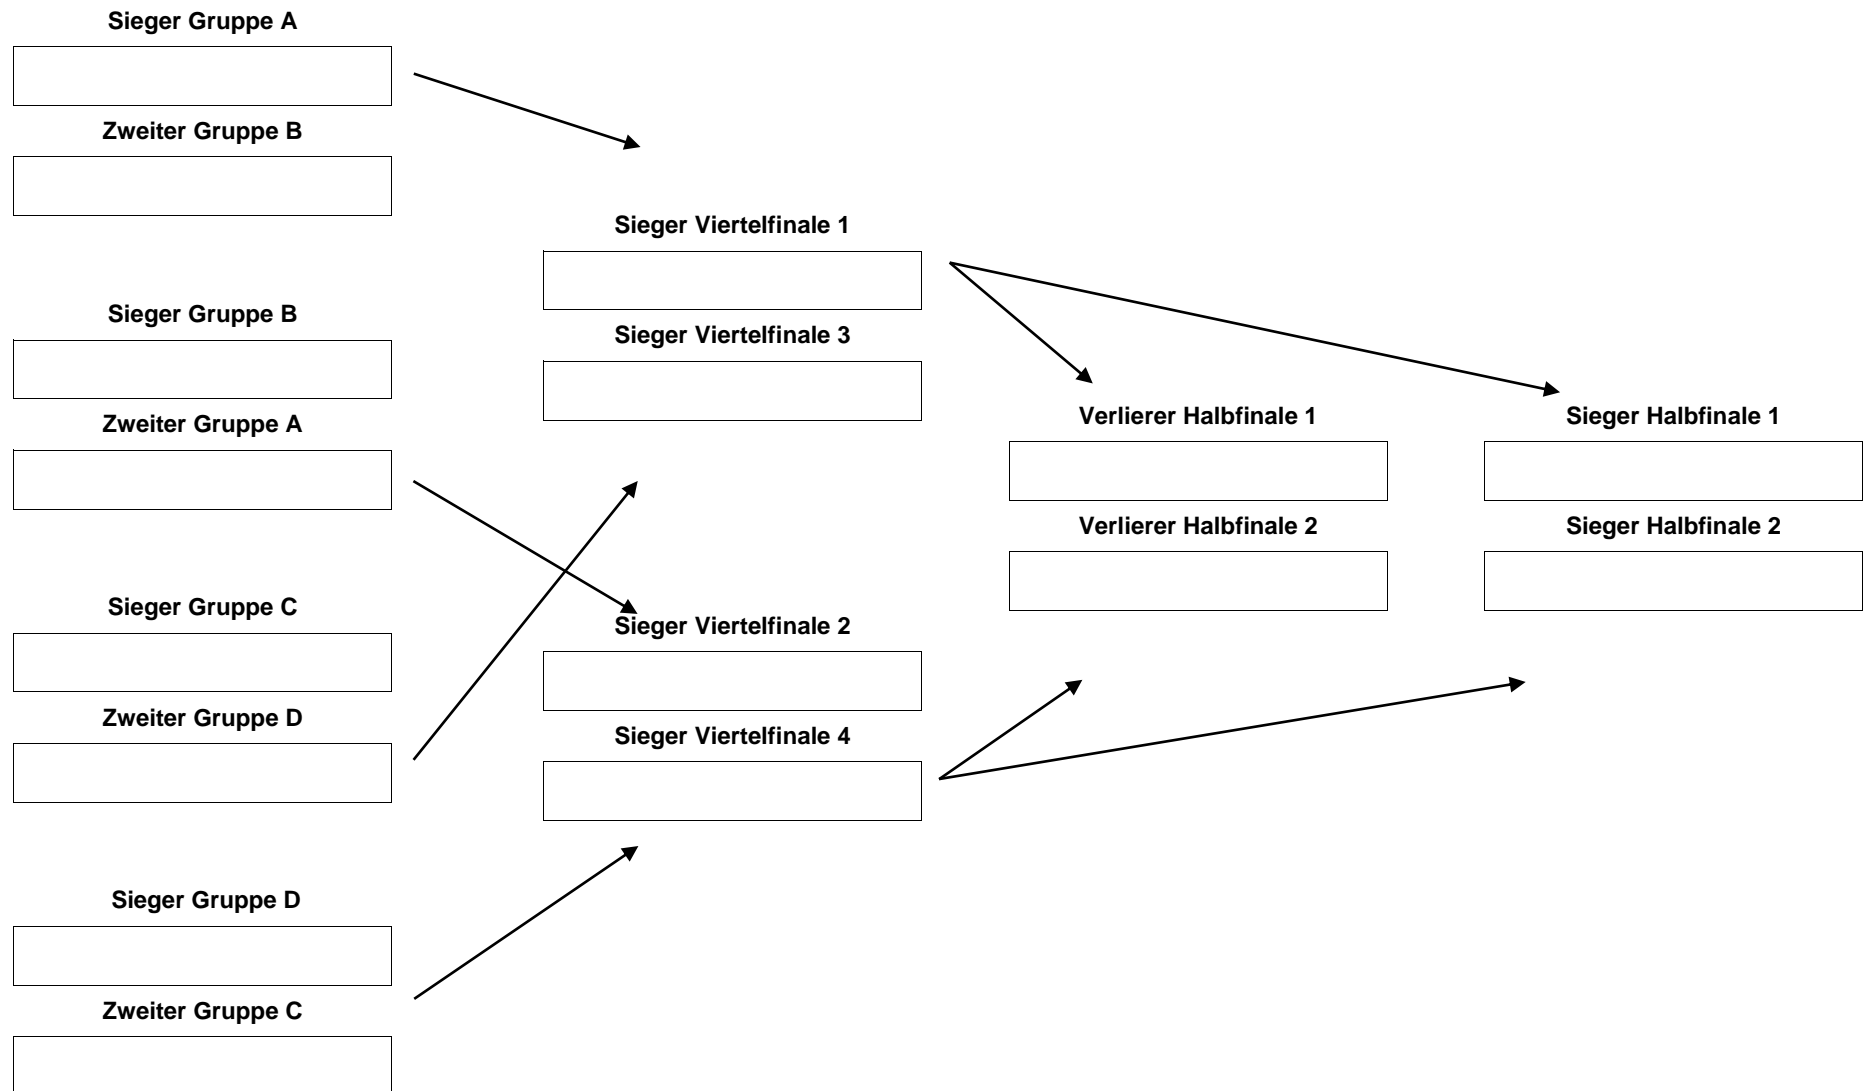 Sieger Gruppe A
Zweiter Gruppe B
Sieger Gruppe B
Zweiter Gruppe A
Sieger Gruppe C
Zweiter Gruppe D
Sieger Gruppe D
Zweiter Gruppe C
Sieger Viertelfinale 1
Sieger Viertelfinale 3
Sieger Viertelfinale 2
Sieger Viertelfinale 4
Verlierer Halbfinale 1
Verlierer Halbfinale 2
Sieger Halbfinale 1
Sieger Halbfinale 2